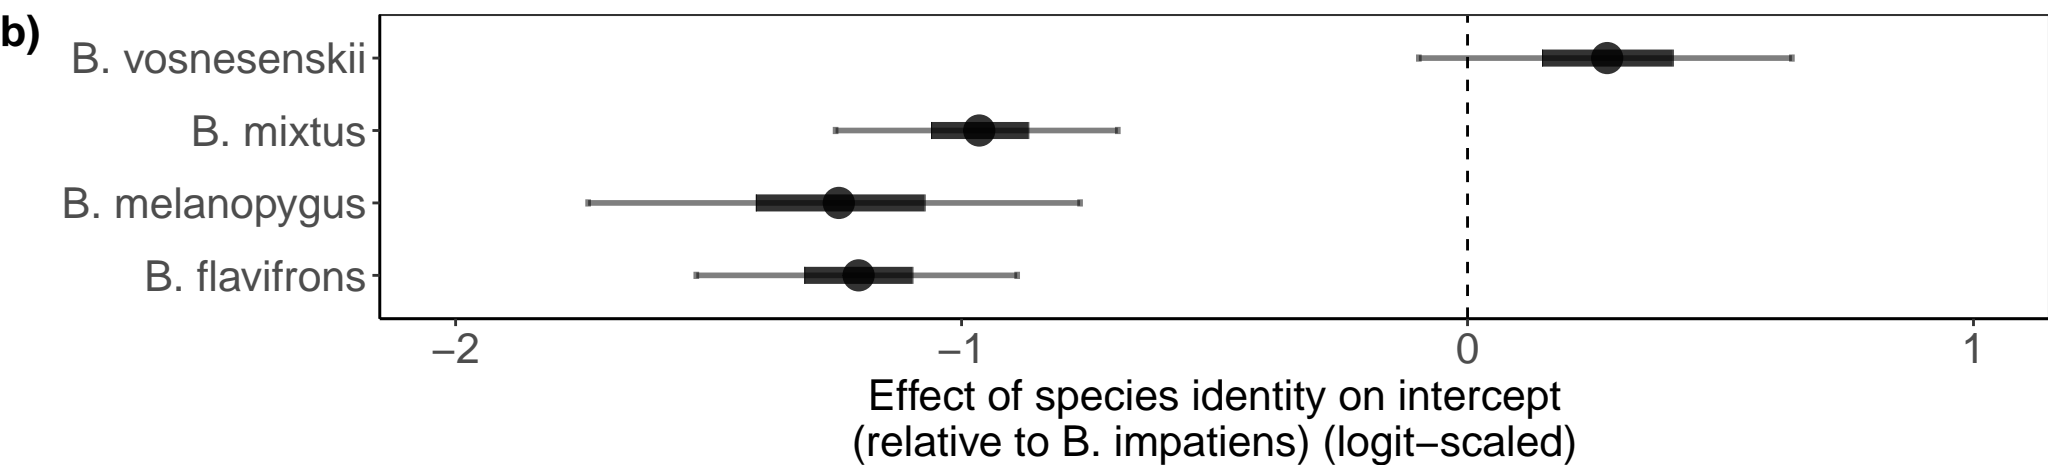 b)
B. vosnesenskii
B. mixtus
B. melanopygus
B. flavifrons
−2 −1 0 1
Effect of species identity on intercept
(relative to B. impatiens) (logit−scaled)